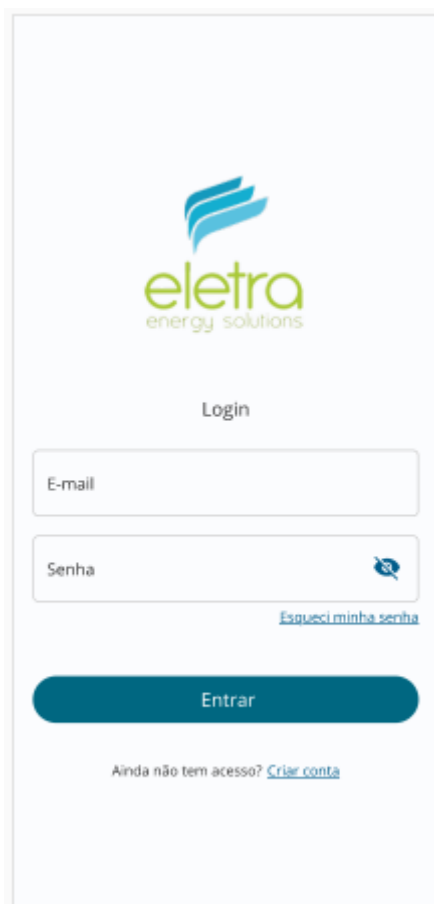 eletra
energy solutions
Login
E-mail
Senha
Esqueci minha senha
Entrar
Ainda não tem acesso? Criar conta